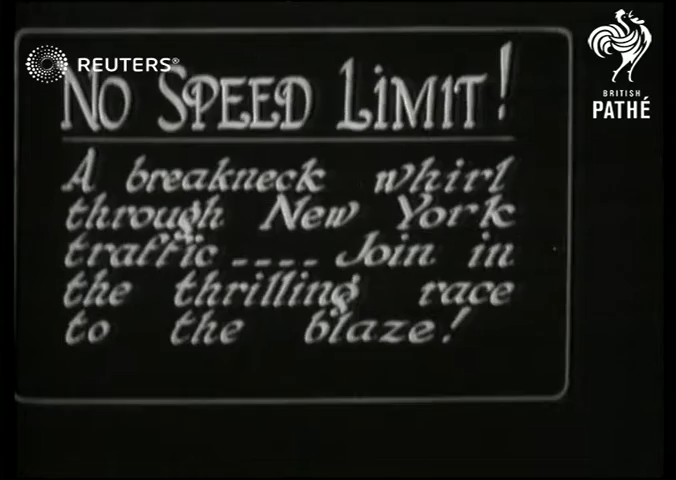 REUTERS®
BRITISH
PATHÉ
NO SPEED LIMIT!
A breakneck whirl
through New York
traffic .... Join in
the thrilling race
to the blaze!